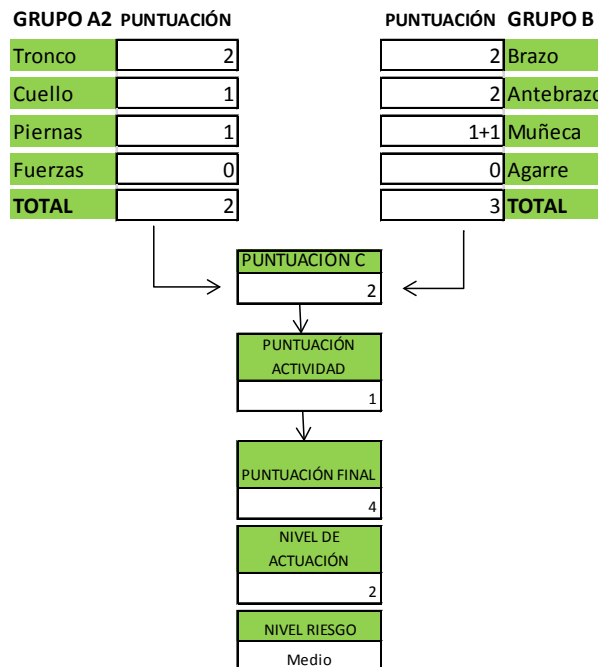 GRUPO A2 PUNTUACIÓN PUNTUACIÓN GRUPO B
Tronco 2 2 Brazo
Cuello 1 2 Antebrazo
Piernas 1 1+1 Muñeca
Fuerzas 0 0 Agarre
TOTAL 2 3 TOTAL
PUNTUACIÓN C
2
PUNTUACIÓN
ACTIVIDAD
1
PUNTUACIÓN FINAL
4
NIVEL DE
ACTUACIÓN
2
NIVEL RIESGO
Medio